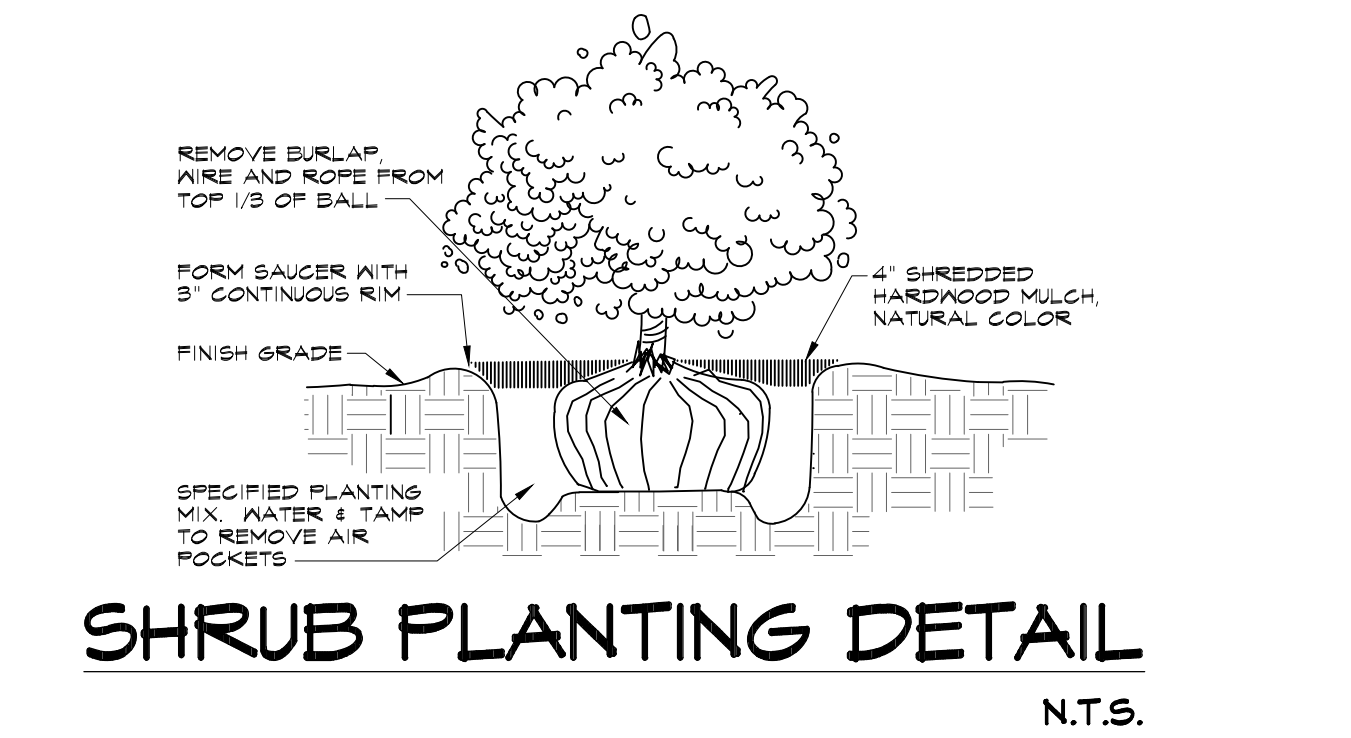 REMOVE BURLAP,
WIRE AND ROPE FROM
TOP 1/3 OF BALL
FORM SAUCER WITH
3" CONTINUOUS RIM
FINISH GRADE
4" SHREDDED
HARDWOOD MULCH,
NATURAL COLOR
SPECIFIED PLANTING
MIX. WATER & TAMP
TO REMOVE AIR
POCKETS
SHRUB PLANTING DETAIL
N.T.S.